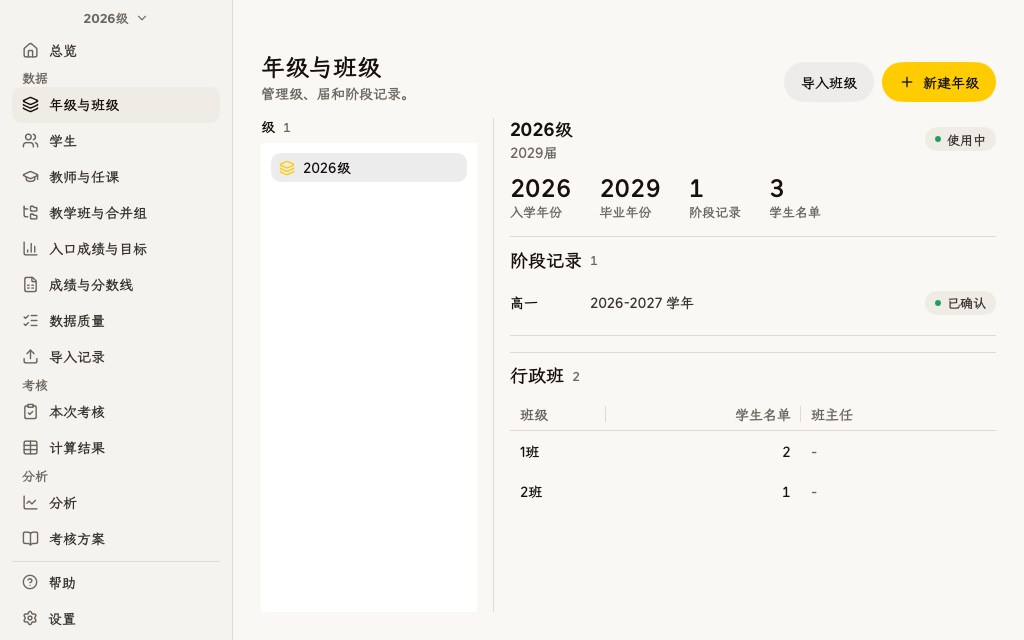 2026级
总览
数据
年级与班级
学生
教师与任课
教学班与合并组
入口成绩与目标
成绩与分数线
数据质量
导入记录
考核
本次考核
计算结果
分析
分析
考核方案
帮助
设置
年级与班级
管理级、届和阶段记录。
导入班级
新建年级
级 1
2026级
2026级
2029届
使用中
2026 2029 1 3
入学年份 毕业年份 阶段记录 学生名单
阶段记录 1
高一 2026-2027 学年 已确认
行政班 2
班级 学生名单 班主任
1班 2 -
2班 1 -